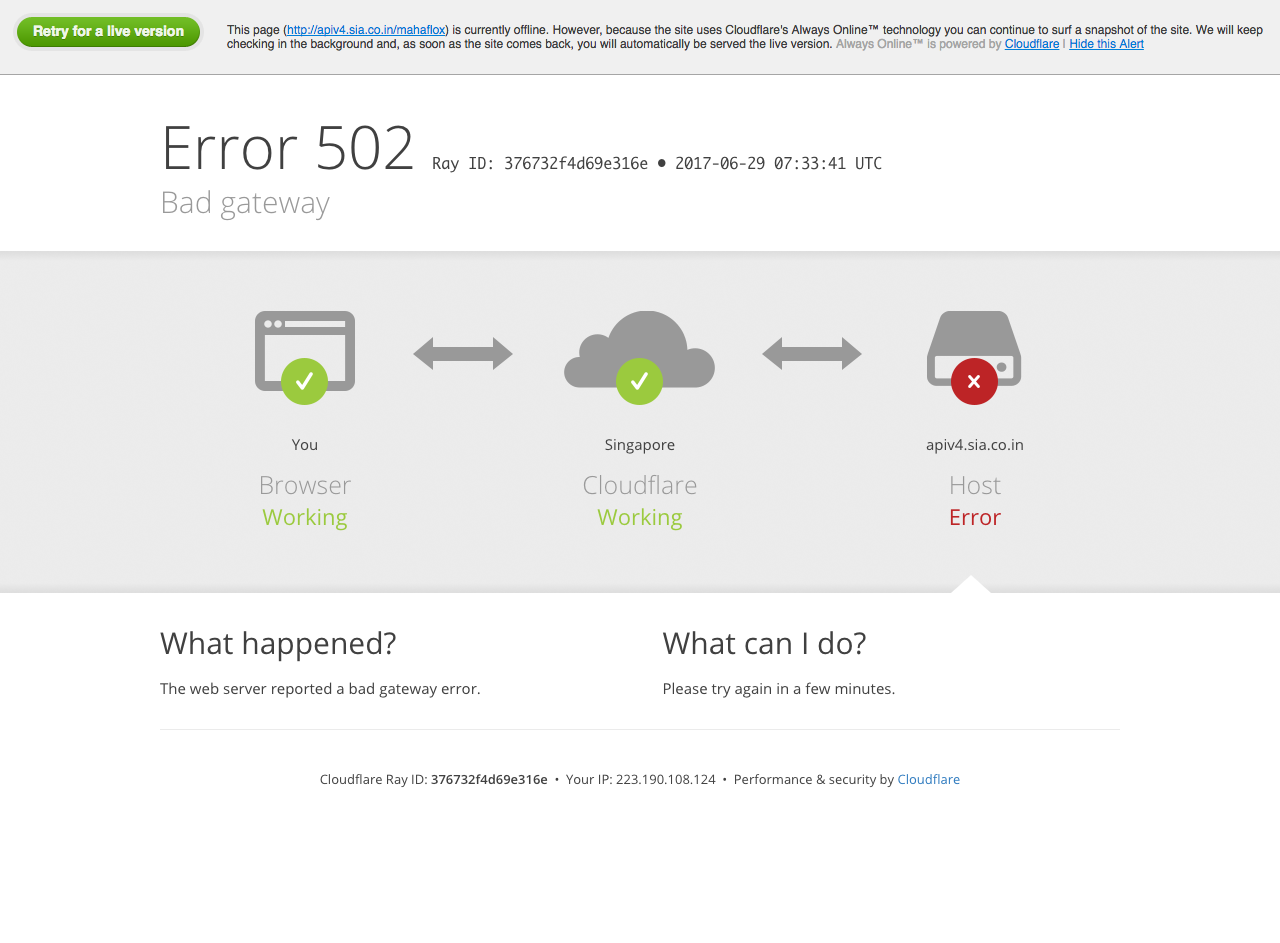 Retry for a live version
This page (http://apiv4.sia.co.in/mahaflox) is currently offline. However, because the site uses Cloudflare's Always Online™ technology you can continue to surf a snapshot of the site. We will keep
checking in the background and, as soon as the site comes back, you will automatically be served the live version. Always Online™ is powered by Cloudflare | Hide this Alert
Error 502 Ray ID: 376732f4d69e316e • 2017-06-29 07:33:41 UTC
Bad gateway
You
Browser
Working
Singapore
Cloudflare
Working
apiv4.sia.co.in
Host
Error
What happened?
The web server reported a bad gateway error.
What can I do?
Please try again in a few minutes.
Cloudflare Ray ID: 376732f4d69e316e • Your IP: 223.190.108.124 • Performance & security by Cloudflare